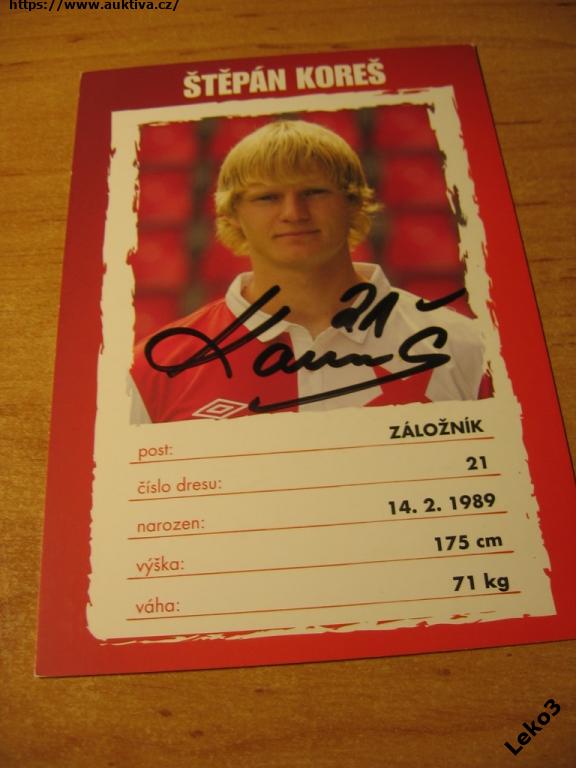 https://www.auktiva.cz/
ŠTĚPÁN KOREŠ
21
post: ZÁLOŽNÍK
číslo dresu: 21
narozen: 14. 2. 1989
výška: 175 cm
váha: 71 kg
Leko3